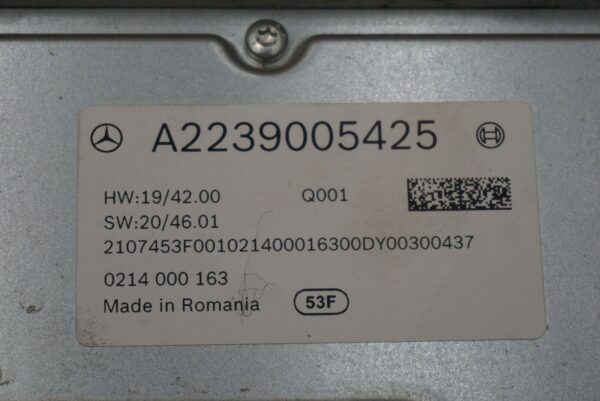 A2239005425
HW:19/42.00 Q001
SW:20/46.01
2107453F001021400016300DY00300437
0214 000 163
Made in Romania 53F